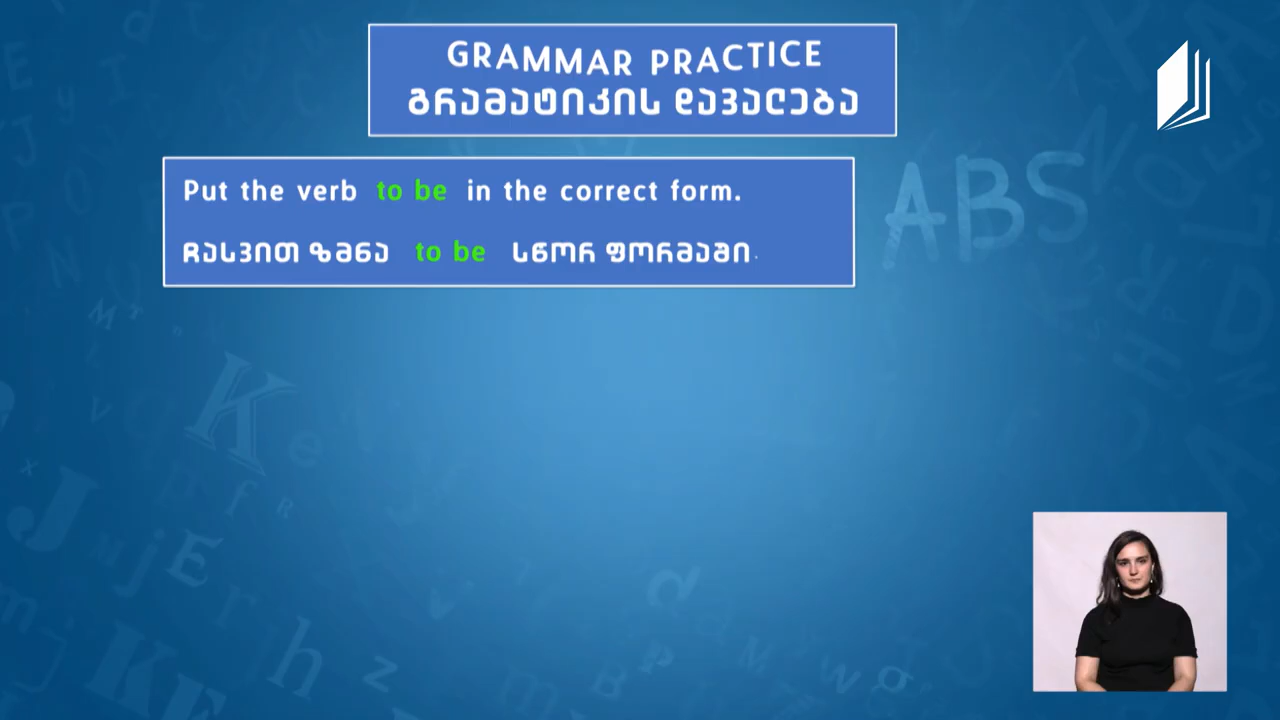 GRAMMAR PRACTICE
ᲒᲠᲐᲛᲐᲢᲘᲙᲘᲡ ᲓᲐᲕᲐᲚᲔᲑᲐ
Put the verb to be in the correct form.
ᲩᲐᲡᲕᲘᲗ ᲖᲛᲜᲐ to be ᲡᲬᲝᲠ ᲤᲝᲠᲛᲐᲨᲘ.
ABS